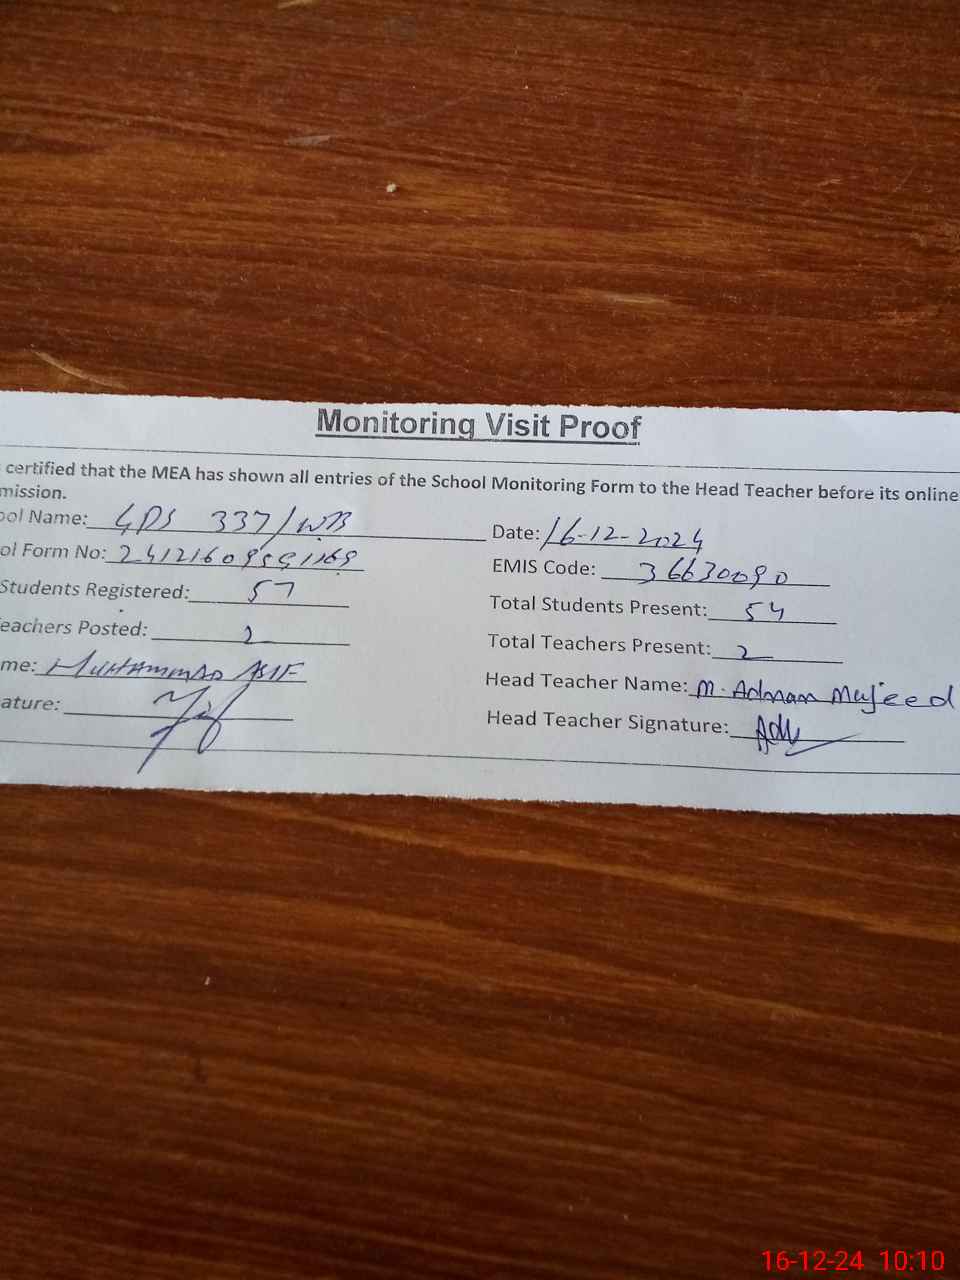 Monitoring Visit Proof
certified that the MEA has shown all entries of the School Monitoring Form to the Head Teacher before its online
mission.
ool Name: GPS 337/WB Date: 16-12-2024
ol Form No: EMIS Code: 36630090
Students Registered: 57 Total Students Present: 54
eachers Posted: 2 Total Teachers Present: 2
me: MUHAMMAD ASIF Head Teacher Name: M. Adnan Majeed
ature: Head Teacher Signature:
16-12-24 10:10